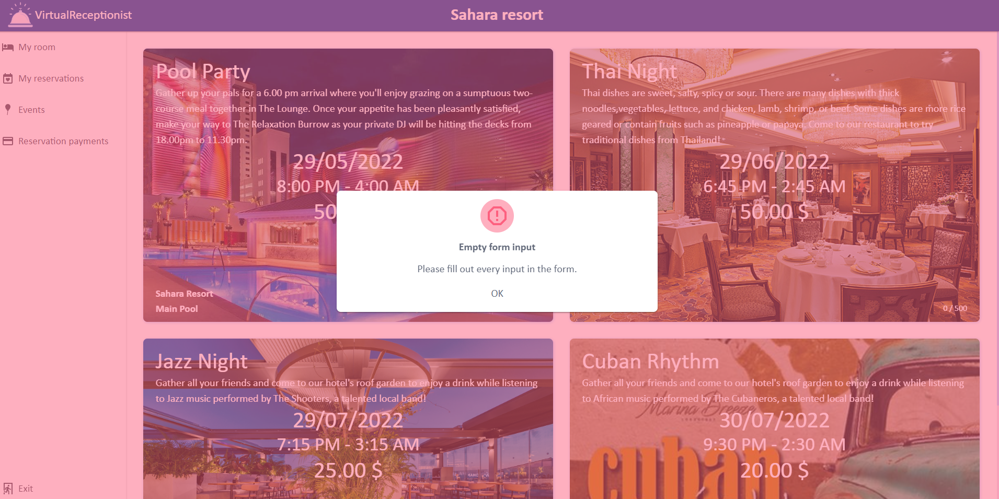 VirtualReceptionist
Sahara resort
My room
My reservations
Events
Reservation payments
Exit
Pool Party
Gather up your pals for a 6.00 pm arrival where you'll enjoy grazing on a sumptuous two-
course meal together in The Lounge. Once your appetite has been pleasantly satisfied,
make your way to The Relaxation Burrow as your private DJ will be hitting the decks from
18.00pm to 11.30pm.
29/05/2022
8:00 PM - 4:00 AM
50
Sahara Resort
Main Pool
Thai Night
Thai dishes are sweet, salty, spicy or sour. There are many dishes with thick
noodles,vegetables, lettuce, and chicken, lamb, shrimp, or beef. Some dishes are more rice
geared or contain fruits such as pineapple or papaya. Come to our restaurant to try
traditional dishes from Thailand!
29/06/2022
6:45 PM - 2:45 AM
50.00 $
0 / 500
Empty form input
Please fill out every input in the form.
OK
Jazz Night
Gather all your friends and come to our hotel's roof garden to enjoy a drink while listening
to Jazz music performed by The Shooters, a talented local band!
29/07/2022
7:15 PM - 3:15 AM
25.00 $
Cuban Rhythm
Gather all your friends and come to our hotel's roof garden to enjoy a drink while listening
to African music performed by The Cubaneros, a talented local band!
Marina Breeze
30/07/2022
9:30 PM - 2:30 AM
20.00 $
cuban